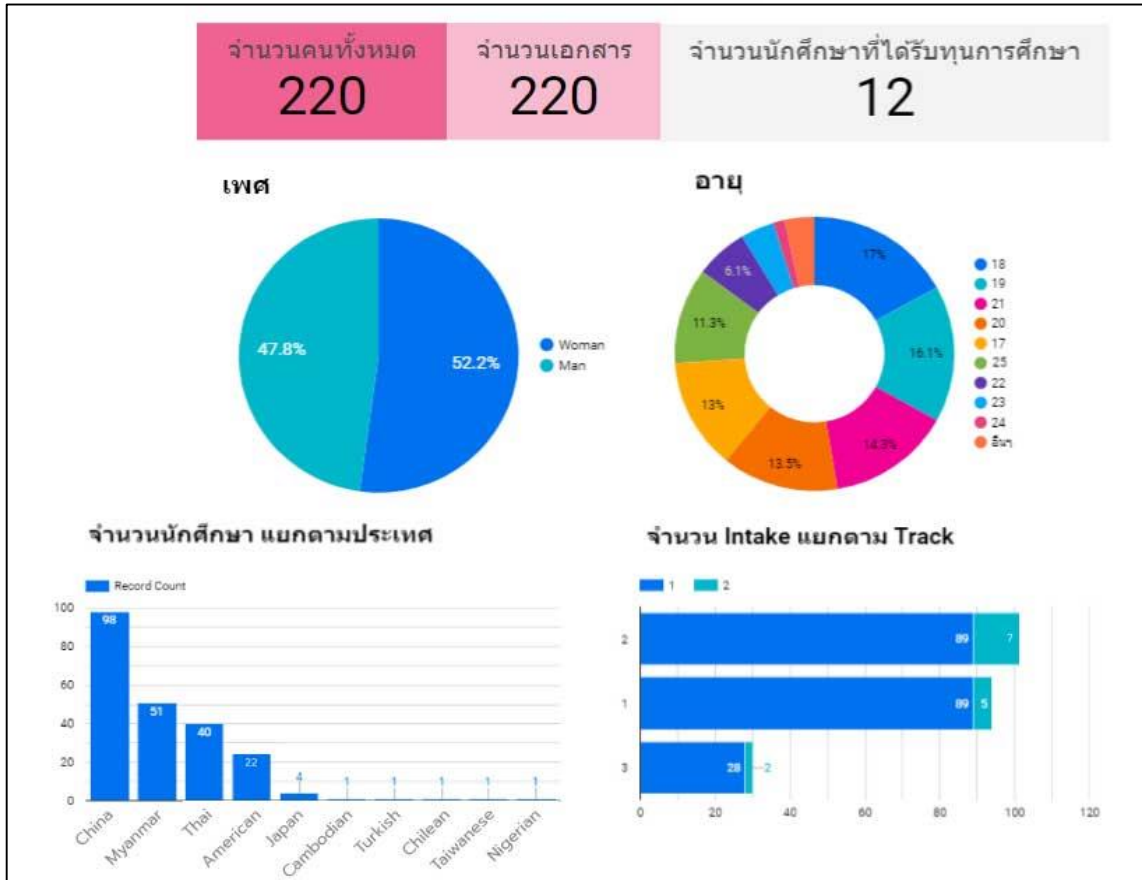 จำนวนคนทั้งหมด
220
จำนวนเอกสาร
220
จำนวนนักศึกษาที่ได้รับทุนการศึกษา
12
เพศ
47.8%
52.2%
Woman
Man
อายุ
17%
16.1%
14.3%
13.5%
13%
11.3%
6.1%
18
19
21
20
17
25
22
23
24
อื่นๆ
จำนวนนักศึกษา แยกตามประเทศ
Record Count
100
80
60
40
20
0
98
51
40
22
4
1
1
1
1
1
China
Myanmar
Thai
American
Japan
Cambodian
Turkish
Chilean
Taiwanese
Nigerian
จำนวน Intake แยกตาม Track
1
2
2
89
7
1
89
5
3
28
2
0
20
40
60
80
100
120